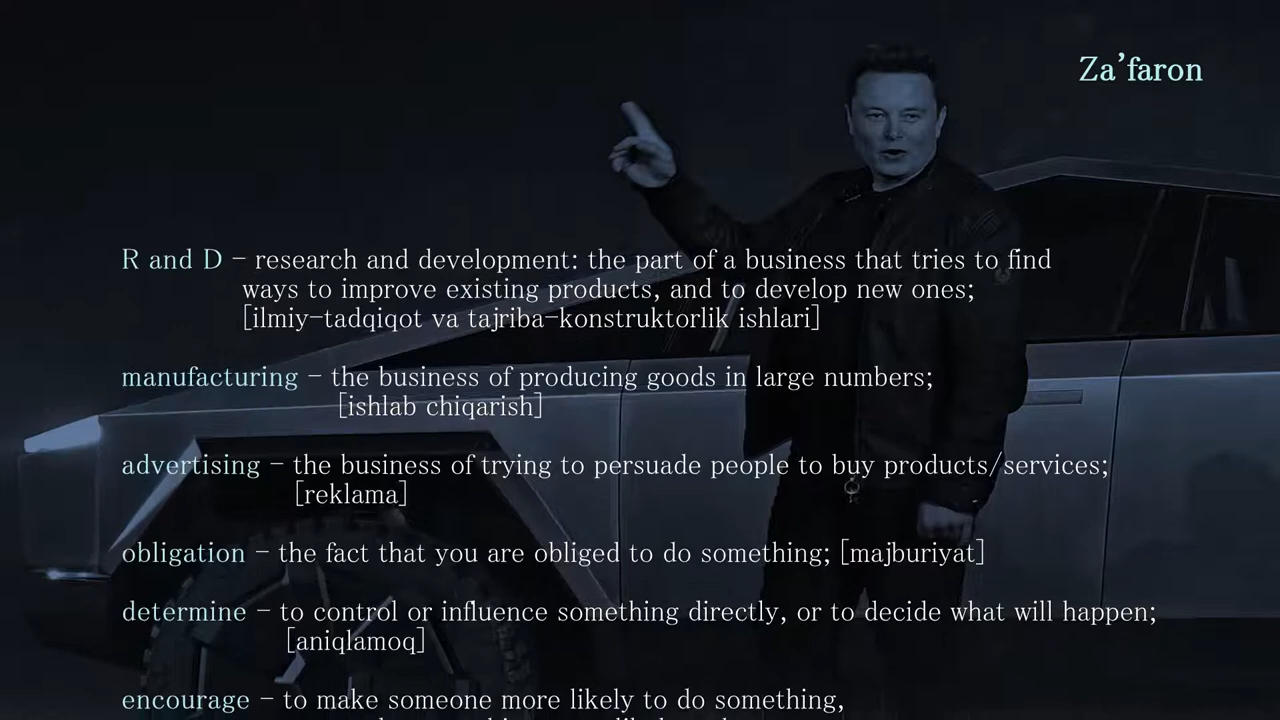 Za’faron
R and D – research and development: the part of a business that tries to find
ways to improve existing products, and to develop new ones;
[ilmiy-tadqiqot va tajriba-konstruktorlik ishlari]
manufacturing – the business of producing goods in large numbers;
[ishlab chiqarish]
advertising – the business of trying to persuade people to buy products/services;
[reklama]
obligation – the fact that you are obliged to do something; [majburiyat]
determine – to control or influence something directly, or to decide what will happen;
[aniqlamoq]
encourage – to make someone more likely to do something,